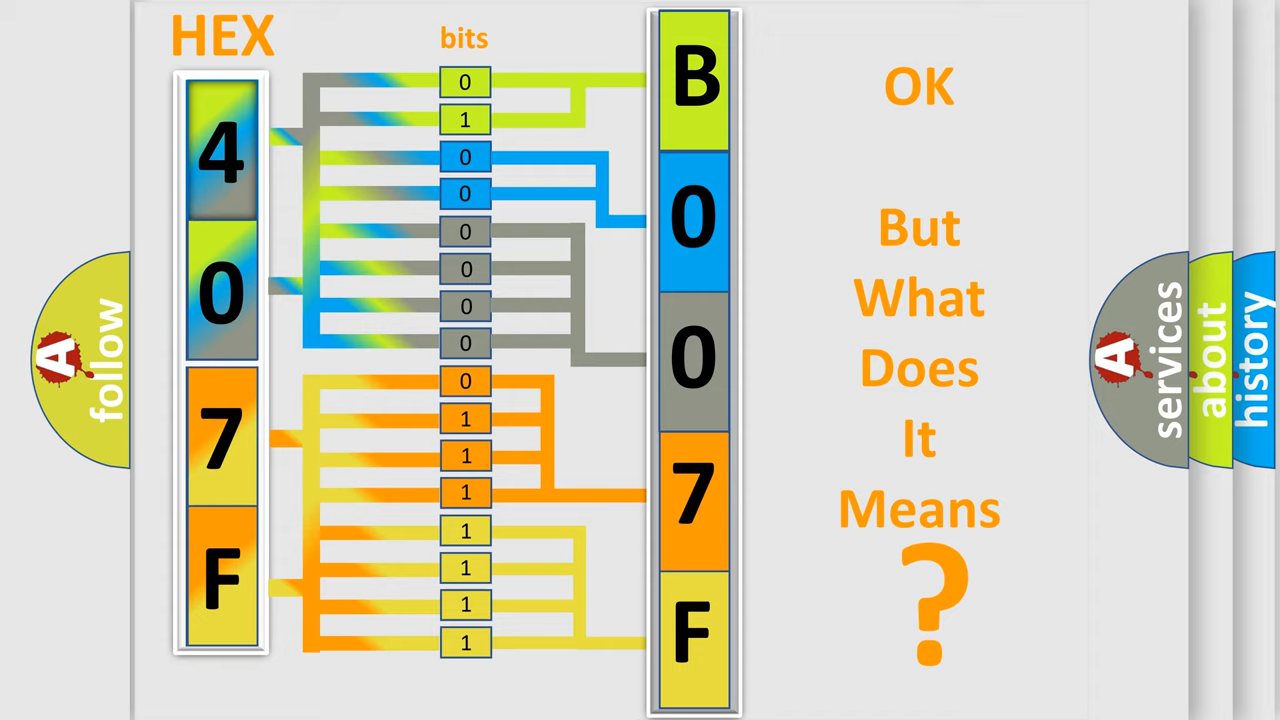 HEX
bits
4
0
7
F
0
1
0
0
0
0
0
0
0
1
1
1
1
1
1
1
B
0
0
7
F
OK
But
What
Does
It
Means
?
A
follow
A
services
about
history